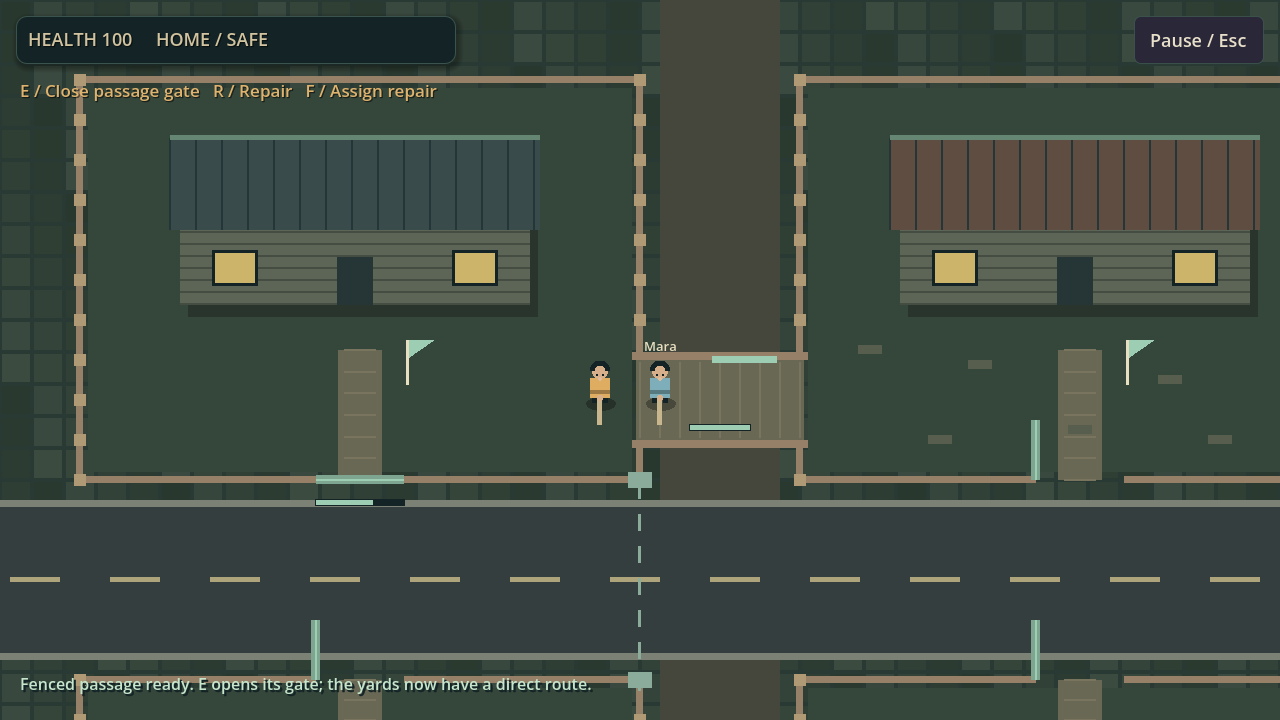 HEALTH 100 HOME / SAFE
Pause / Esc
E / Close passage gate R / Repair F / Assign repair
Mara
Fenced passage ready. E opens its gate; the yards now have a direct route.